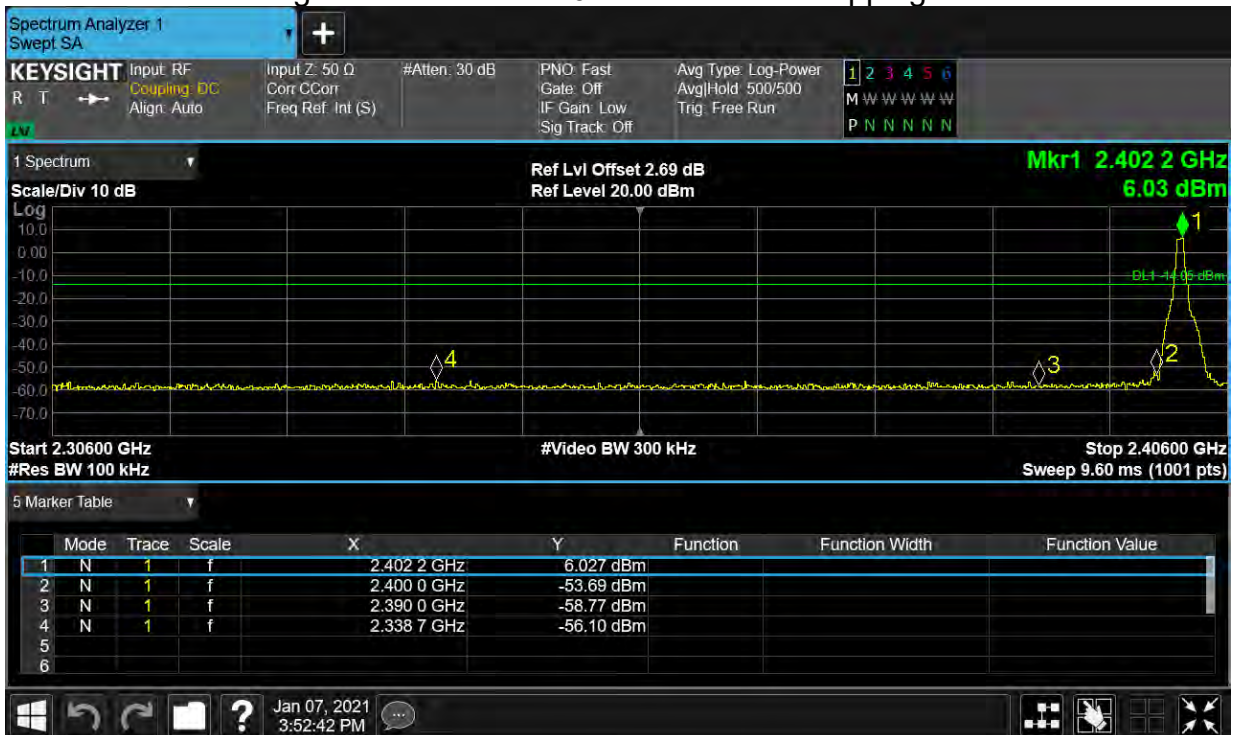 Spectrum Analyzer 1
Swept SA
+
KEYSIGHT Input: RF Input Z: 50 Ω #Atten: 30 dB PNO: Fast Avg Type: Log-Power 1 2 3 4 5 6
R T Coupling: DC Corr CCorr Gate: Off Avg|Hold: 500/500 M W W W W W
Align: Auto Freq Ref: Int (S) IF Gain: Low Trig: Free Run P N N N N N
Sig Track: Off
LXI
1 Spectrum Ref Lvl Offset 2.69 dB Mkr1 2.402 2 GHz
Scale/Div 10 dB Ref Level 20.00 dBm 6.03 dBm
Log
10.0 1
0.00
-10.0 DL1 -14.05 dBm
-20.0
-30.0
-40.0
-50.0 4 3 2
-60.0
-70.0
Start 2.30600 GHz #Video BW 300 kHz Stop 2.40600 GHz
#Res BW 100 kHz Sweep 9.60 ms (1001 pts)
5 Marker Table
Mode Trace Scale X Y Function Function Width Function Value
1 N 1 f 2.402 2 GHz 6.027 dBm
2 N 1 f 2.400 0 GHz -53.69 dBm
3 N 1 f 2.390 0 GHz -58.77 dBm
4 N 1 f 2.338 7 GHz -56.10 dBm
5
6
? Jan 07, 2021
3:52:42 PM